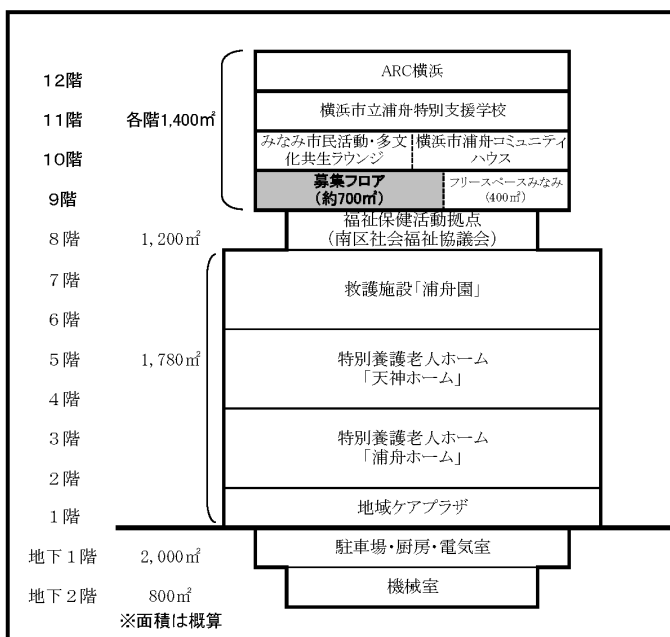 12階
ARC横浜
11階
各階1,400㎡
横浜市立浦舟特別支援学校
10階
みなみ市民活動・多文
化共生ラウンジ
横浜市浦舟コミュニティ
ハウス
9階
募集フロア
(約700㎡)
フリースペースみなみ
(400㎡)
8階
1,200㎡
福祉保健活動拠点
(南区社会福祉協議会)
7階
救護施設「浦舟園」
6階
5階
1,780㎡
特別養護老人ホーム
「天神ホーム」
4階
3階
特別養護老人ホーム
「浦舟ホーム」
2階
1階
地域ケアプラザ
地下1階
2,000㎡
駐車場・厨房・電気室
地下2階
800㎡
機械室
※面積は概算